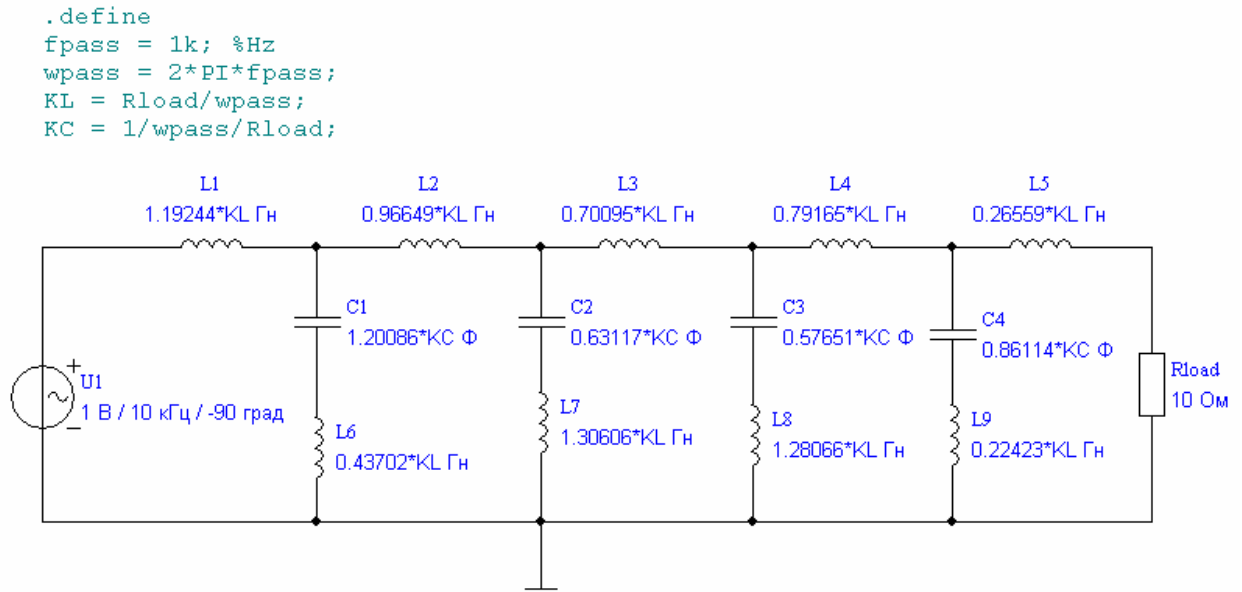 .define
fpass = 1k; %Hz
wpass = 2*PI*fpass;
KL = Rload/wpass;
KC = 1/wpass/Rload;
L1
1.19244*KL Гн
L2
0.96649*KL Гн
L3
0.70095*KL Гн
L4
0.79165*KL Гн
L5
0.26559*KL Гн
C1
1.20086*KC Ф
C2
0.63117*KC Ф
C3
0.57651*KC Ф
C4
0.86114*KC Ф
+
U1
1 В / 10 кГц / -90 град
Rload
10 Ом
L6
0.43702*KL Гн
L7
1.30606*KL Гн
L8
1.28066*KL Гн
L9
0.22423*KL Гн